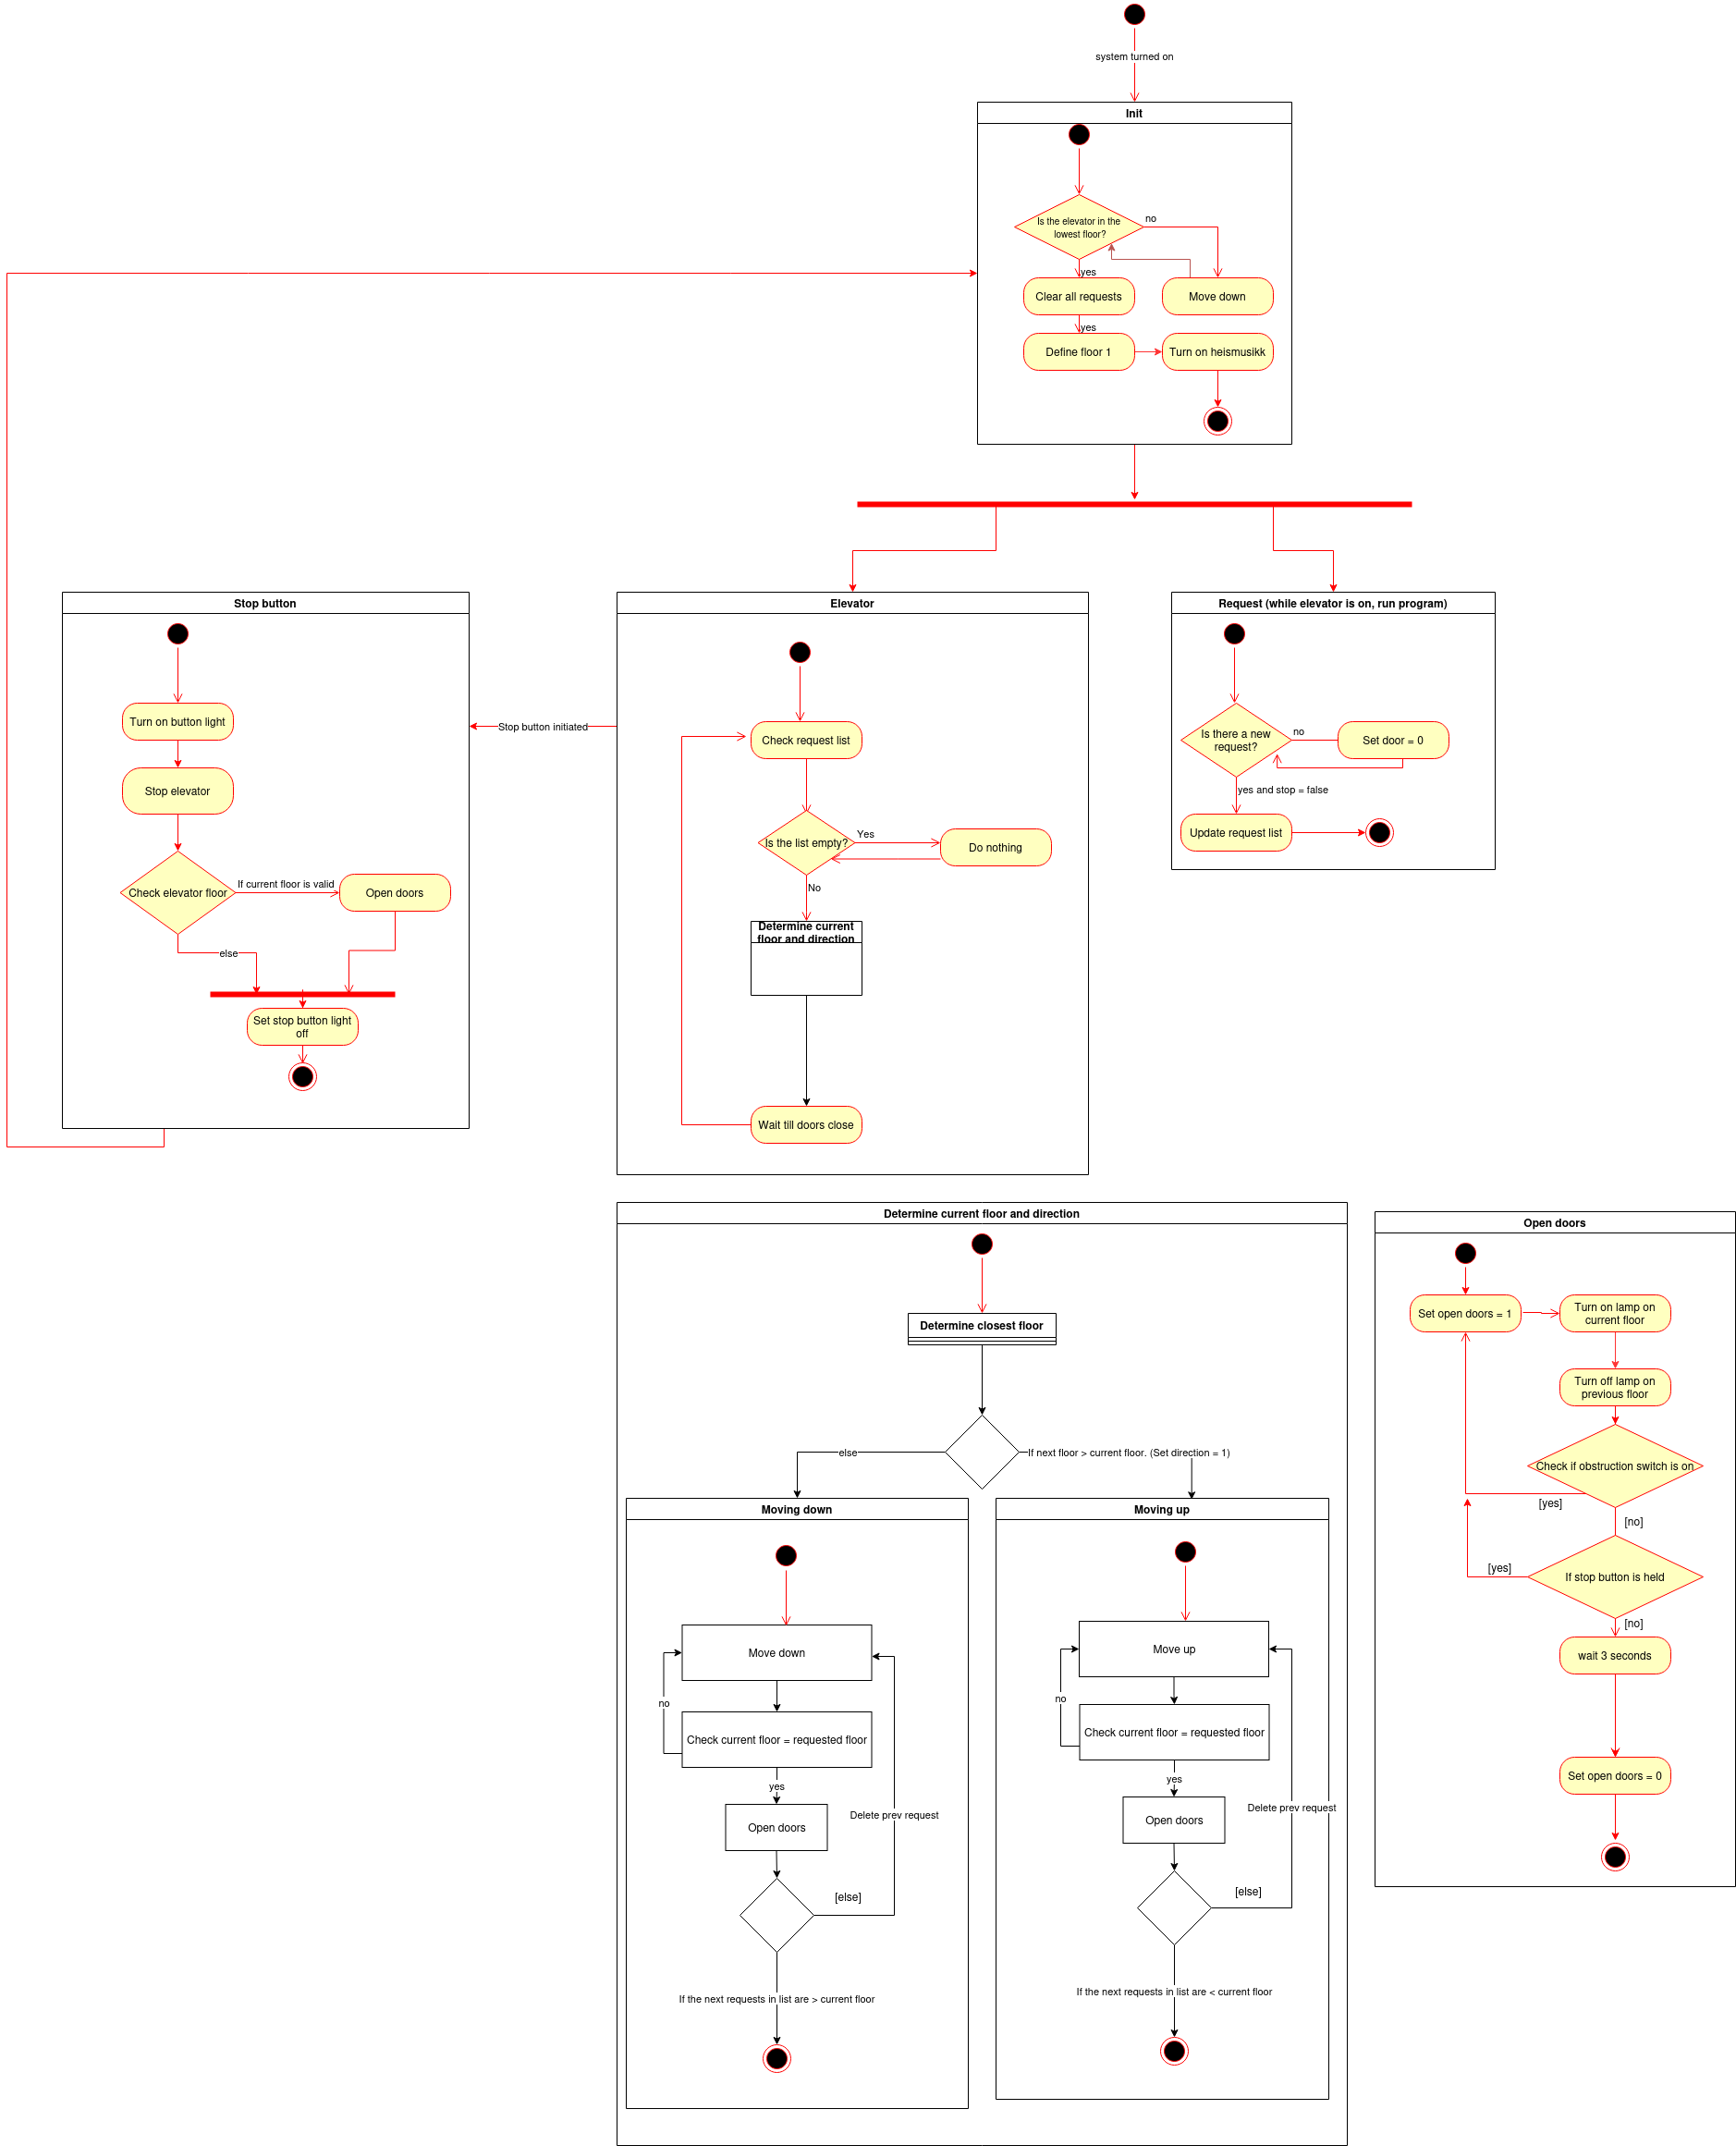 system turned on
Init
Is the elevator in the
lowest floor?
no
yes
Clear all requests
Move down
yes
Define floor 1
Turn on heismusikk
Stop button
Turn on button light
Stop elevator
Check elevator floor
If current floor is valid
Open doors
else
Set stop button light
off
Stop button initiated
Elevator
Check request list
Is the list empty?
Yes
Do nothing
No
Determine current
floor and direction
Wait till doors close
Request (while elevator is on, run program)
Is there a new
request?
no
Set door = 0
yes and stop = false
Update request list
Determine current floor and direction
Determine closest floor
else
If next floor > current floor. (Set direction = 1)
Moving down
Move down
no
Check current floor = requested floor
yes
Open doors
Delete prev request
[else]
If the next requests in list are > current floor
Moving up
Move up
no
Check current floor = requested floor
yes
Open doors
Delete prev request
[else]
If the next requests in list are < current floor
Open doors
Set open doors = 1
Turn on lamp on
current floor
Turn off lamp on
previous floor
Check if obstruction switch is on
[yes]
[no]
If stop button is held
[yes]
[no]
wait 3 seconds
Set open doors = 0